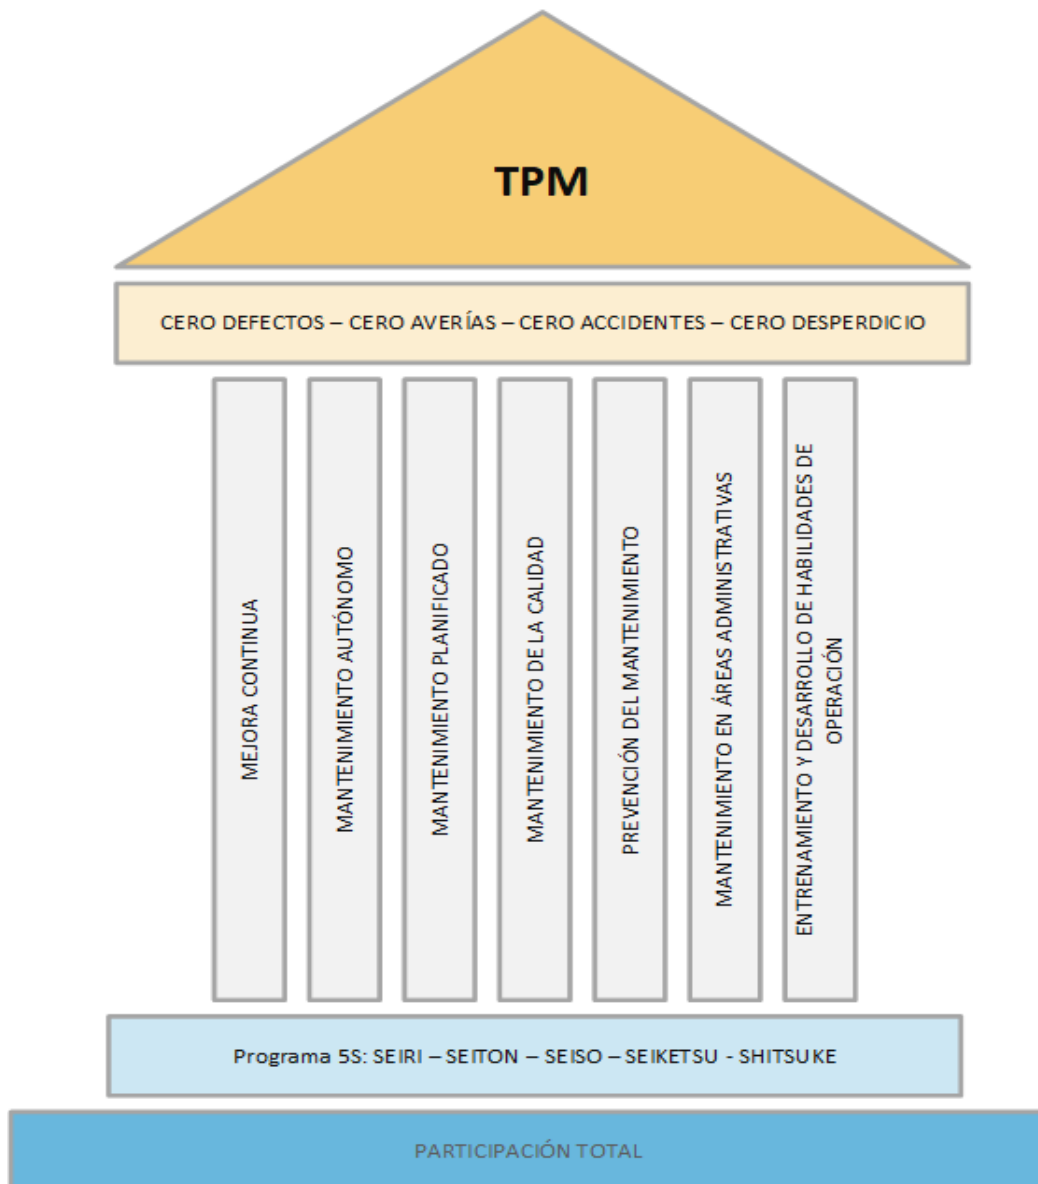 TPM
CERO DEFECTOS – CERO AVERÍAS – CERO ACCIDENTES – CERO DESPERDICIO
MEJORA CONTINUA
MANTENIMIENTO AUTÓNOMO
MANTENIMIENTO PLANIFICADO
MANTENIMIENTO DE LA CALIDAD
PREVENCIÓN DEL MANTENIMIENTO
MANTENIMIENTO EN ÁREAS ADMINISTRATIVAS
ENTRENAMIENTO Y DESARROLLO DE HABILIDADES DE
OPERACIÓN
Programa 5S: SEIRI – SEITON – SEISO – SEIKETSU - SHITSUKE
PARTICIPACIÓN TOTAL